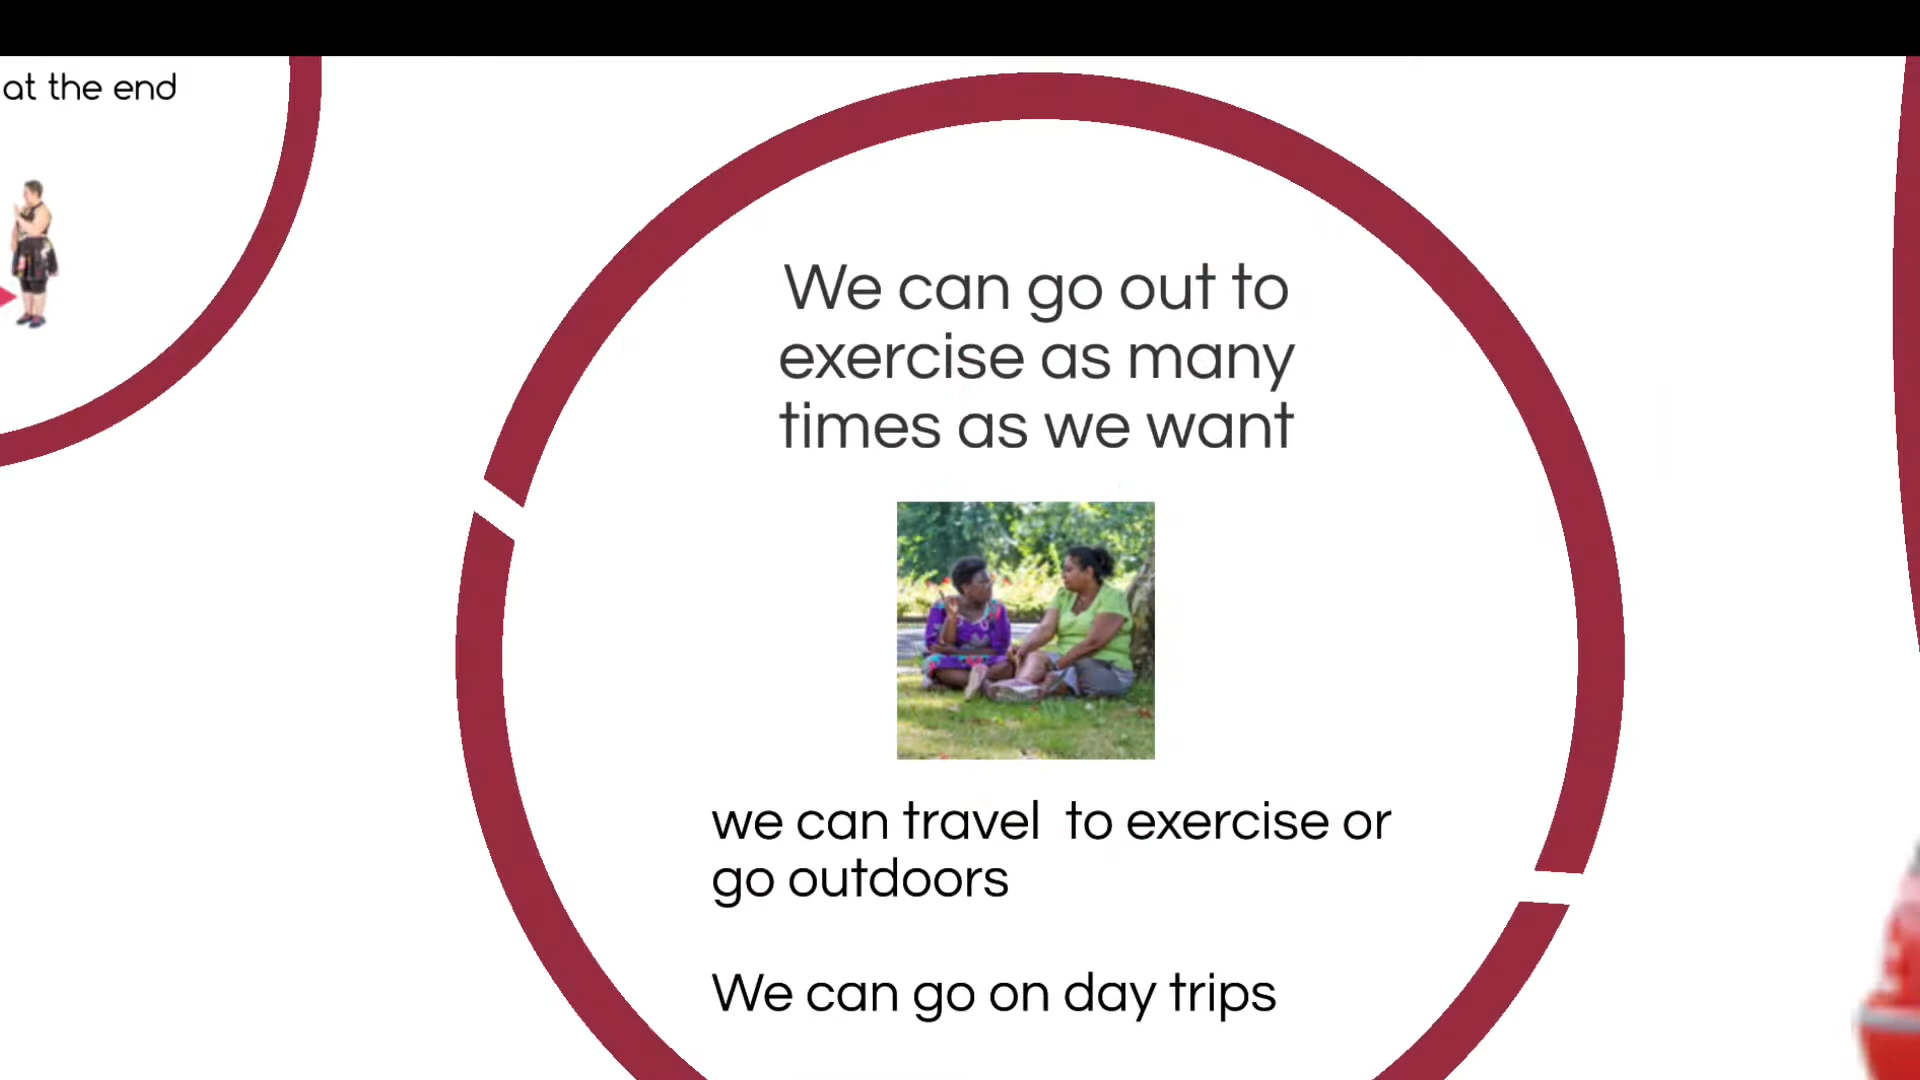 at the end
We can go out to
exercise as many
times as we want
we can travel  to exercise or
go outdoors
We can go on day trips